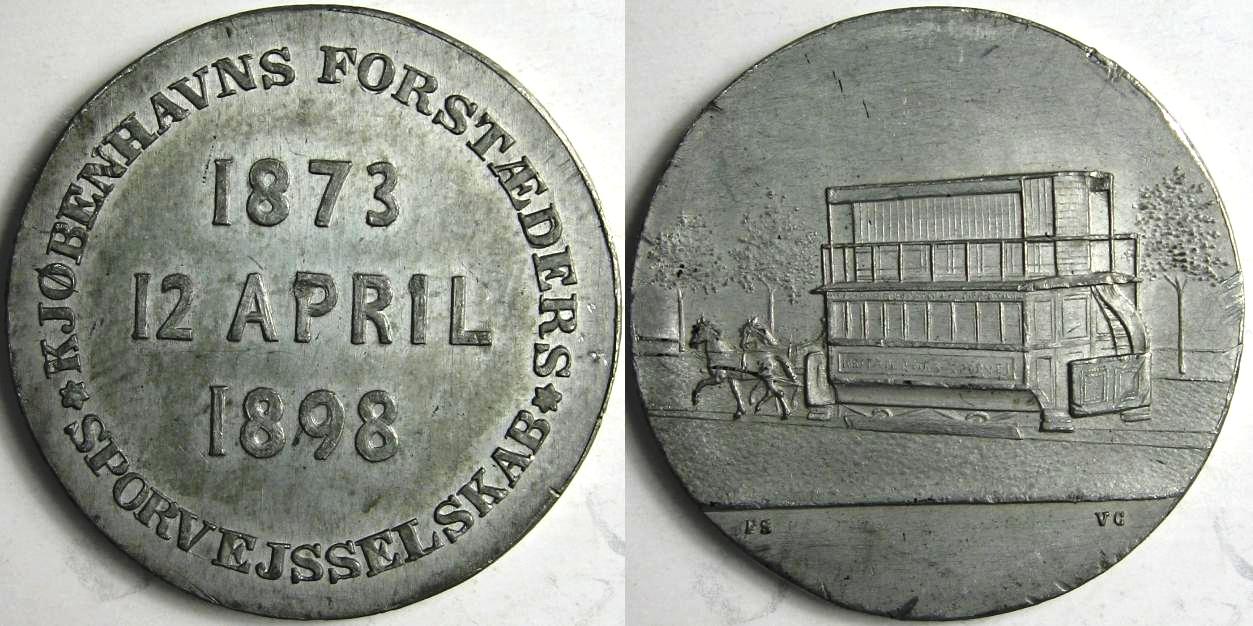 KJØBENHAVNS FORSTÆDERS
1873
12 APRIL
1898
SPORVEJSSELSKAB
FS
VC